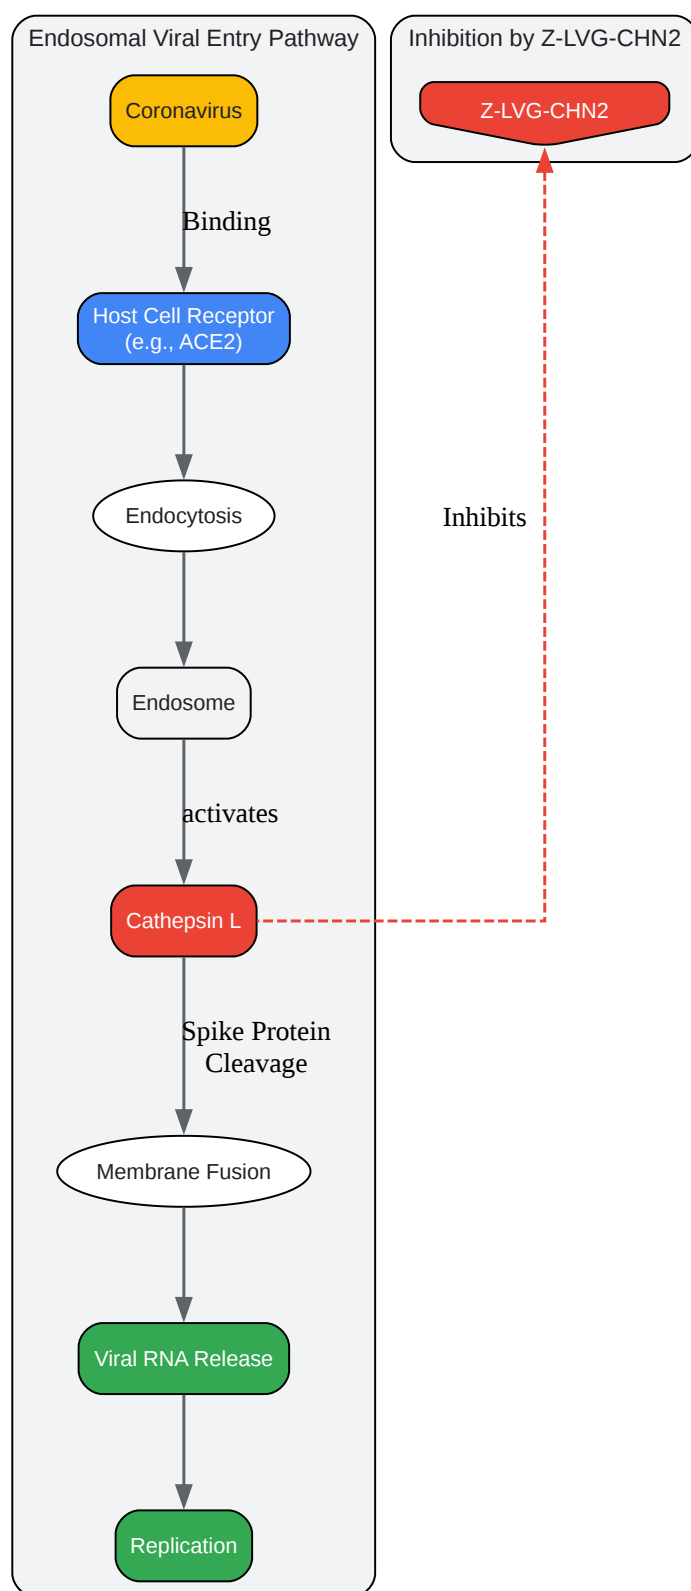 Endosomal Viral Entry Pathway
Coronavirus
Binding
Host Cell Receptor
(e.g., ACE2)
Endocytosis
Endosome
activates
Cathepsin L
Spike Protein
Cleavage
Membrane Fusion
Viral RNA Release
Replication
Inhibition by Z-LVG-CHN2
Z-LVG-CHN2
Inhibits